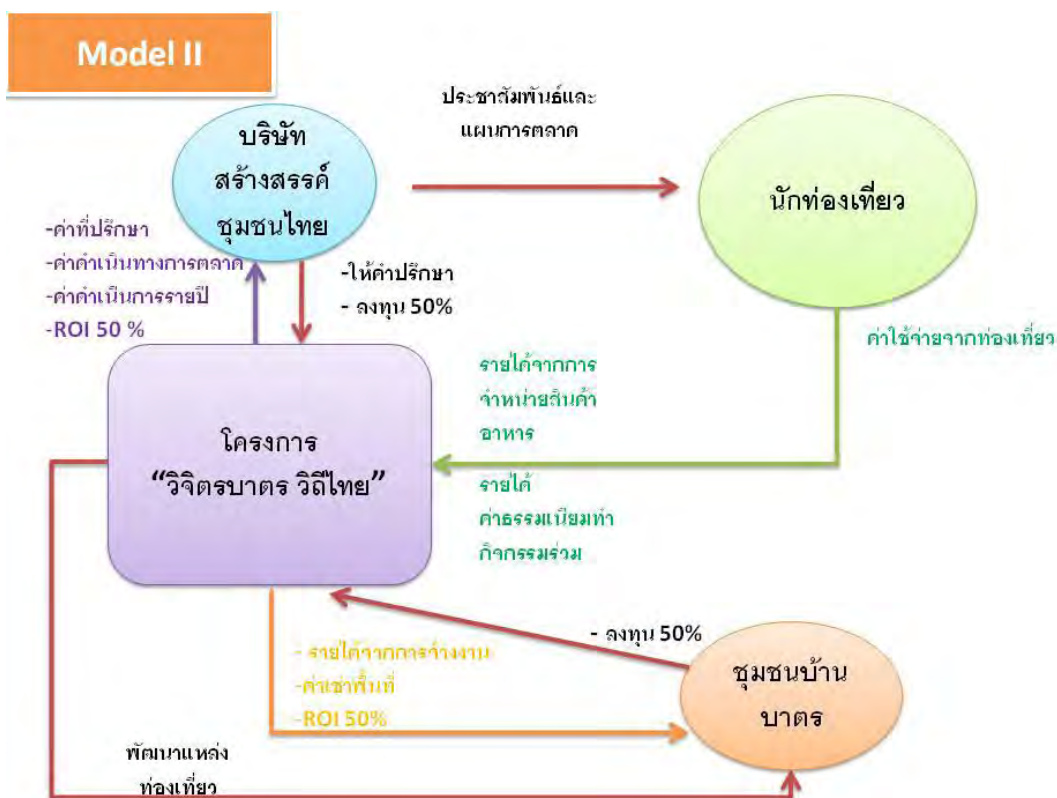 Model II
ประชาสัมพันธ์และ
แผนการตลาด
บริษัท
สร้างสรรค์
ชุมชนไทย
นักท่องเที่ยว
-ค่าที่ปรึกษา
-ค่าดำเนินทางการตลาด
-ค่าดำเนินการรายปี
-ROI 50 %
-ให้คำปรึกษา
- ลงทุน 50%
ค่าใช้จ่ายจากท่องเที่ยว
รายได้จากการ
จำหน่ายสินค้า
อาหาร
โครงการ
“วิจิตรบาตร วิถีไทย”
รายได้
ค่าธรรมเนียมทำ
กิจกรรมร่วม
- ลงทุน 50%
- รายได้จากการจ้างงาน
-ค่าเช่าพื้นที่
-ROI 50%
ชุมชนบ้าน
บาตร
พัฒนาแหล่ง
ท่องเที่ยว